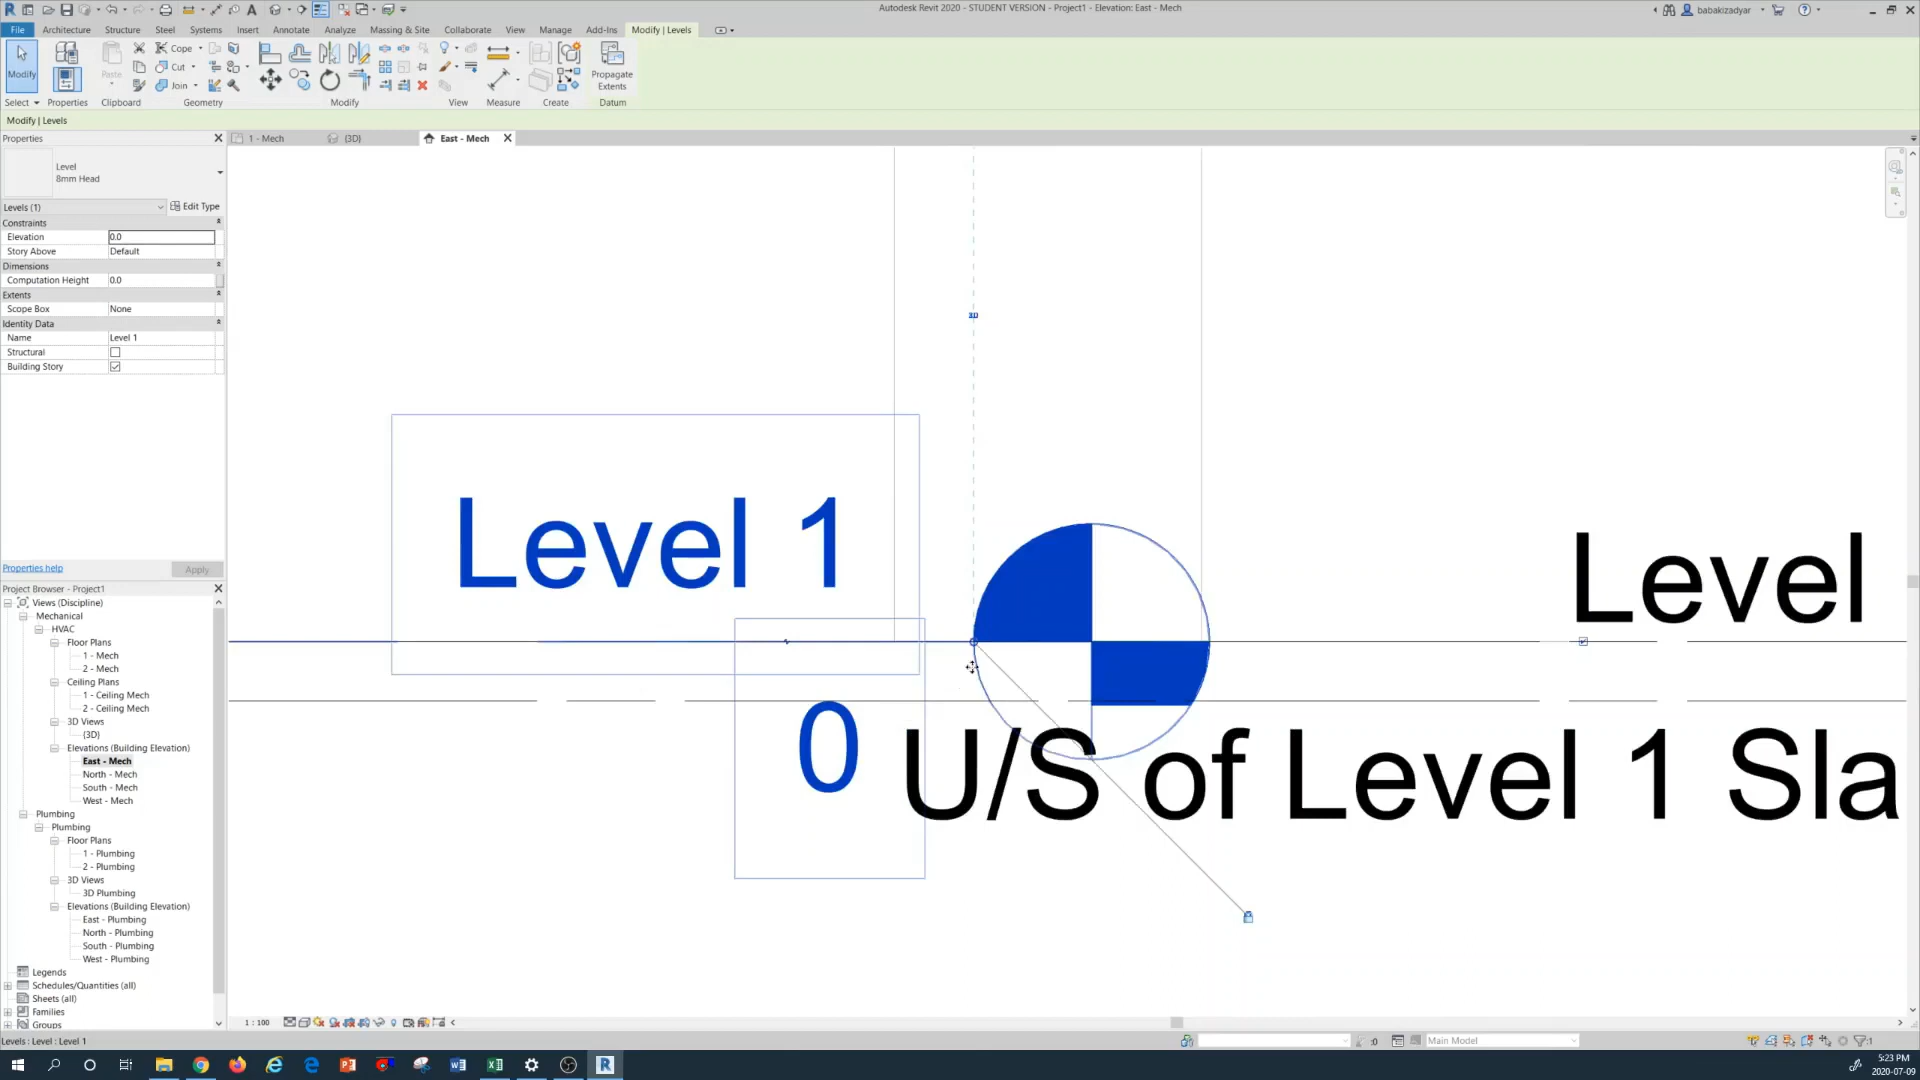 Autodesk Revit 2020 - STUDENT VERSION - Project1 - Elevation: East - Mech
babakizadyar
File Architecture Structure Steel Systems Insert Annotate Analyze Massing & Site Collaborate View Manage Add-Ins Modify | Levels
Modify
Paste
Cope
Cut
Join
Propagate
Extents
Select Properties Clipboard Geometry Modify View Measure Create Datum
Modify | Levels
Properties
1 - Mech
{3D}
East - Mech
Level
8mm Head
Levels (1)
Edit Type
Constraints
Elevation 0.0
Story Above Default
Dimensions
Computation Height 0.0
Extents
Scope Box None
Identity Data
Name Level 1
Structural
Building Story
Properties help
Apply
Project Browser - Project1
Views (Discipline)
Mechanical
HVAC
Floor Plans
1 - Mech
2 - Mech
Ceiling Plans
1 - Ceiling Mech
2 - Ceiling Mech
3D Views
{3D}
Elevations (Building Elevation)
East - Mech
North - Mech
South - Mech
West - Mech
Plumbing
Plumbing
Floor Plans
1 - Plumbing
2 - Plumbing
3D Views
3D Plumbing
Elevations (Building Elevation)
East - Plumbing
North - Plumbing
South - Plumbing
West - Plumbing
Legends
Schedules/Quantities (all)
Sheets (all)
Families
Groups
3D
Level 1
Level
0
U/S of Level 1 Sla
1 : 100
Levels : Level : Level 1
:0
Main Model
:1
5:23 PM
2020-07-09